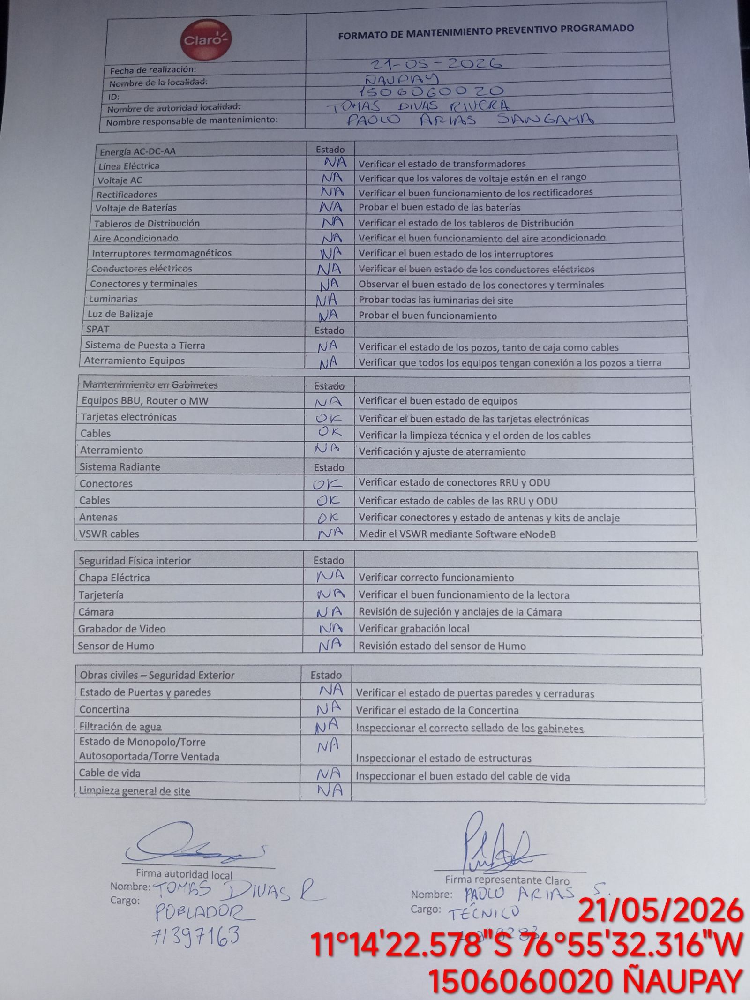 Claro
FORMATO DE MANTENIMIENTO PREVENTIVO PROGRAMADO
Fecha de realización: 21-05-2026
Nombre de la localidad: ÑAUPAY
ID: 1506060020
Nombre de autoridad localidad: TOMAS DIVAS RIVERA
Nombre responsable de mantenimiento: PAOLO ARIAS SANGAMA
Energía AC-DC-AA Estado
Línea Eléctrica NA Verificar el estado de transformadores
Voltaje AC NA Verificar que los valores de voltaje estén en el rango
Rectificadores NA Verificar el buen funcionamiento de los rectificadores
Voltaje de Baterías NA Probar el buen estado de las baterías
Tableros de Distribución NA Verificar el estado de los tableros de Distribución
Aire Acondicionado NA Verificar el buen funcionamiento del aire acondicionado
Interruptores termomagnéticos NA Verificar el buen estado de los interruptores
Conductores eléctricos NA Verificar el buen estado de los conductores eléctricos
Conectores y terminales NA Observar el buen estado de los conectores y terminales
Luminarias NA Probar todas las luminarias del site
Luz de Balizaje NA Probar el buen funcionamiento
SPAT Estado
Sistema de Puesta a Tierra NA Verificar el estado de los pozos, tanto de caja como cables
Aterramiento Equipos NA Verificar que todos los equipos tengan conexión a los pozos a tierra
Mantenimiento en Gabinetes Estado
Equipos BBU, Router o MW NA Verificar el buen estado de equipos
Tarjetas electrónicas OK Verificar el buen estado de las tarjetas electrónicas
Cables OK Verificar la limpieza técnica y el orden de los cables
Aterramiento NA Verificación y ajuste de aterramiento
Sistema Radiante Estado
Conectores OK Verificar estado de conectores RRU y ODU
Cables OK Verificar estado de cables de las RRU y ODU
Antenas OK Verificar conectores y estado de antenas y kits de anclaje
VSWR cables NA Medir el VSWR mediante Software eNodeB
Seguridad Física interior Estado
Chapa Eléctrica NA Verificar correcto funcionamiento
Tarjetería NA Verificar el buen funcionamiento de la lectora
Cámara NA Revisión de sujeción y anclajes de la Cámara
Grabador de Video NA Verificar grabación local
Sensor de Humo NA Revisión estado del sensor de Humo
Obras civiles – Seguridad Exterior Estado
Estado de Puertas y paredes NA Verificar el estado de puertas paredes y cerraduras
Concertina NA Verificar el estado de la Concertina
Filtración de agua NA Inspeccionar el correcto sellado de los gabinetes
Estado de Monopolo/Torre
Autosoportada/Torre Ventada NA Inspeccionar el estado de estructuras
Cable de vida NA Inspeccionar el buen estado del cable de vida
Limpieza general de site NA
Firma autoridad local
Nombre: TOMAS DIVAS R
Cargo: POBLADOR
71397163
Firma representante Claro
Nombre: PAOLO ARIAS S.
Cargo: TÉCNICO
21/05/2026
11°14'22.578"S 76°55'32.316"W
1506060020 ÑAUPAY